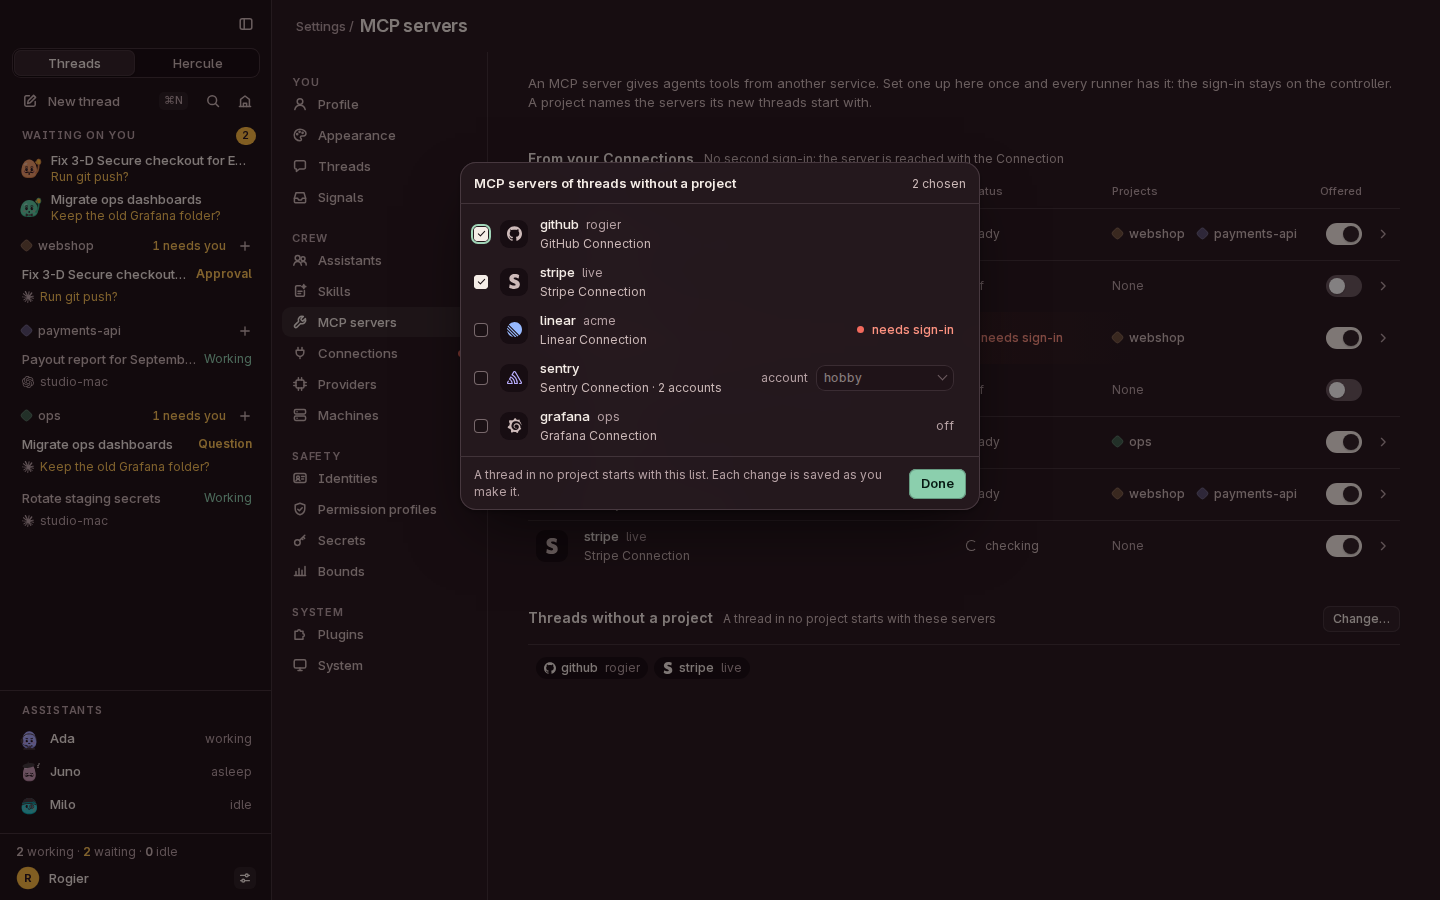 Threads
Hercule
New thread
⌘N
WAITING ON YOU
2
Fix 3-D Secure checkout for E...
Run git push?
Migrate ops dashboards
Keep the old Grafana folder?
webshop
1 needs you
Fix 3-D Secure checkout...
Approval
Run git push?
payments-api
Payout report for Septemb...
Working
studio-mac
ops
1 needs you
Migrate ops dashboards
Question
Keep the old Grafana folder?
Rotate staging secrets
Working
studio-mac
ASSISTANTS
Ada
working
Juno
asleep
Milo
idle
2 working · 2 waiting · 0 idle
R
Rogier
Settings / MCP servers
YOU
Profile
Appearance
Threads
Signals
CREW
Assistants
Skills
MCP servers
Connections
Providers
Machines
SAFETY
Identities
Permission profiles
Secrets
Bounds
SYSTEM
Plugins
System
An MCP server gives agents tools from another service. Set one up here once and every runner has it: the sign-in stays on the controller.
A project names the servers its new threads start with.
From your Connections No second sign-in: the server is reached with the Connection
Projects
Offered
webshop payments-api
None
needs sign-in
webshop
None
ops
webshop payments-api
stripe live
Stripe Connection
checking
None
Threads without a project A thread in no project starts with these servers
Change...
github rogier
stripe live
MCP servers of threads without a project
2 chosen
github rogier
GitHub Connection
stripe live
Stripe Connection
linear acme
Linear Connection
needs sign-in
sentry
Sentry Connection · 2 accounts
account
hobby
grafana ops
Grafana Connection
off
A thread in no project starts with this list. Each change is saved as you
make it.
Done